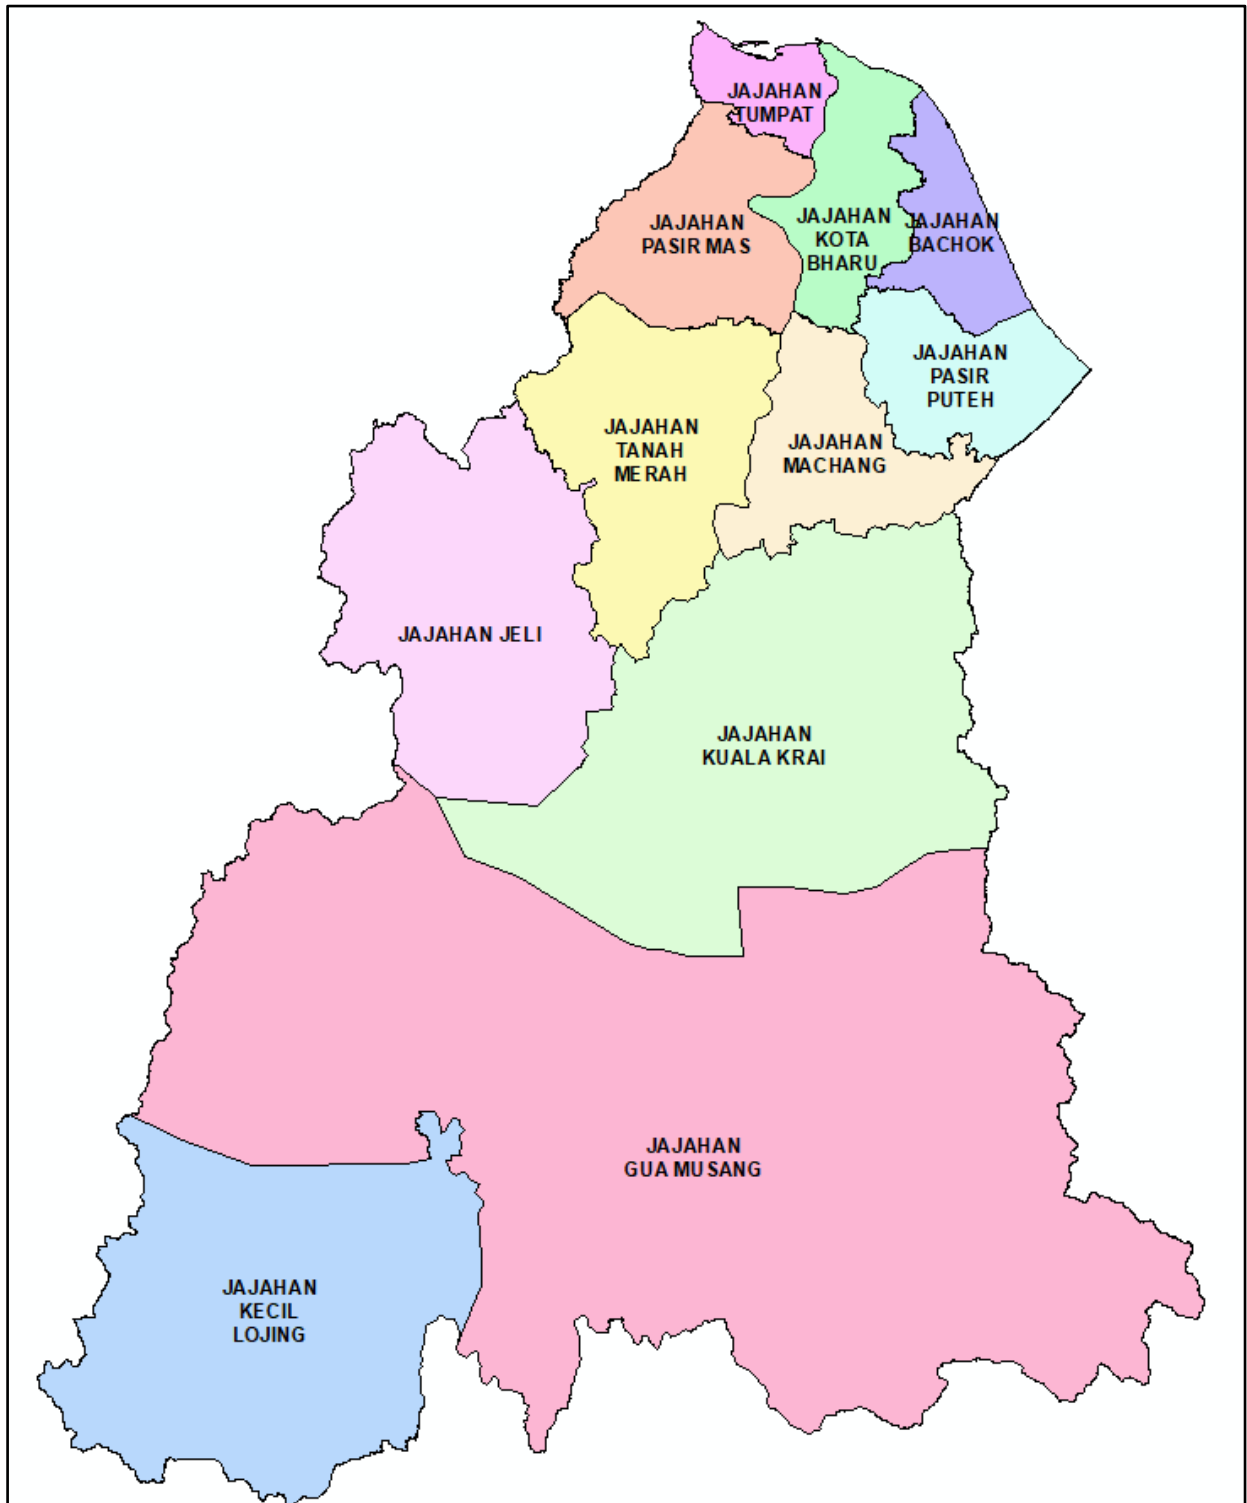 JAJAHAN
TUMPAT
JAJAHAN
PASIR MAS
JAJAHAN
KOTA
BHARU
JAJAHAN
BACHOK
JAJAHAN
PASIR
PUTEH
JAJAHAN
TANAH
MERAH
JAJAHAN
MACHANG
JAJAHAN JELI
JAJAHAN
KUALA KRAI
JAJAHAN
GUA MUSANG
JAJAHAN
KECIL
LOJING